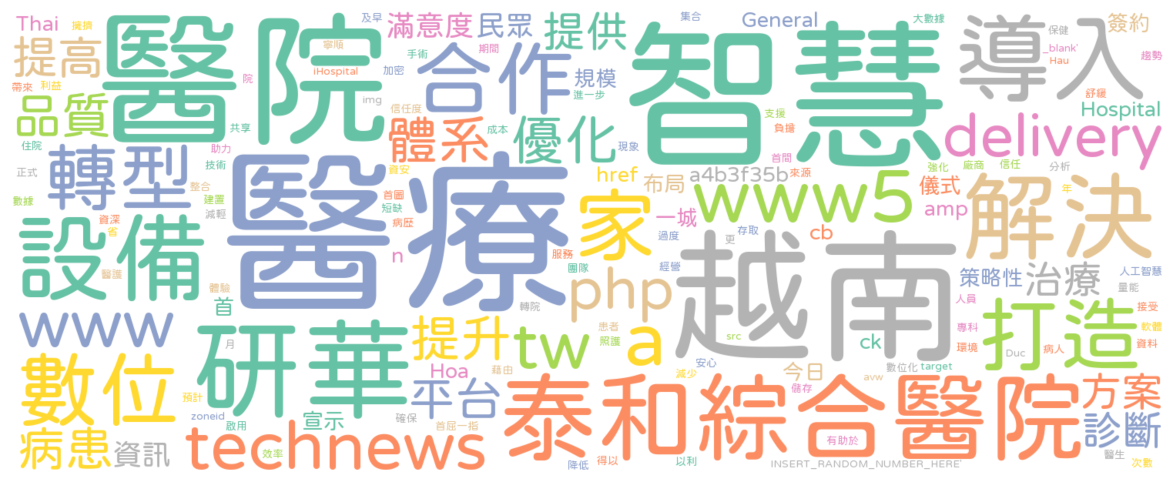 Thai
擁擠
滿意度
民眾
提供
及早
集合
General
大數據
簽約
提高
醫院
寧順
iHospital
手術
期間
加密
合作
規模
智慧
導入
保健
_blank'
Hau
趨勢
帶來
利益
院
img
進一步
舒緩
Hospital
品質
共享
信任度
體系
成本
優化
現象
支援
負擔
delivery
住院
助力
轉型
技術
醫療
壽安
href
布局
a4b3f35b
首間
來源
強化
廠商
信任
分析
正式
整合
建置
減輕
首圖
短缺
病歷
家
一城
www5
儀式
amp
年
解決
數據
資深
省
設備
醫護
n
服務
過度
更
存取
cb
越南
團隊
經營
策略性
治療
人工智慧
量能
體驗
首
轉院
php
人員
接受
www
月
研華
提升
tw
患者
照護
a
src
ck
專科
環境
打造
軟體
資料
病人
Duc
數位
預計
zoneid
啟用
宣示
Hoa
藉由
平台
確保
首屈一指
安心
減少
今日
avw
數位化
target
儲存
泰和綜合醫院
方案
病患
資訊
technews
效率
降低
得以
以利
有助於
INSERT_RANDOM_NUMBER_HERE'
診斷
醫生
次數